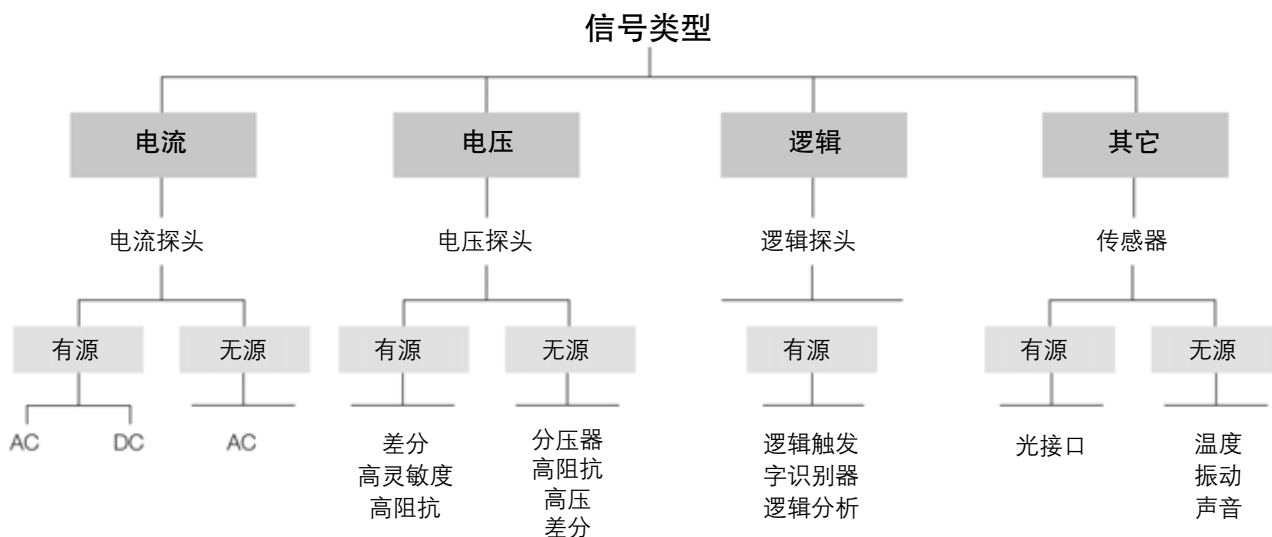 信号类型
电流
电压
逻辑
其它
电流探头
电压探头
逻辑探头
传感器
有源
无源
有源
无源
有源
有源
无源
AC
DC
AC
差分
高灵敏度
高阻抗
分压器
高阻抗
高压
差分
逻辑触发
字识别器
逻辑分析
光接口
温度
振动
声音